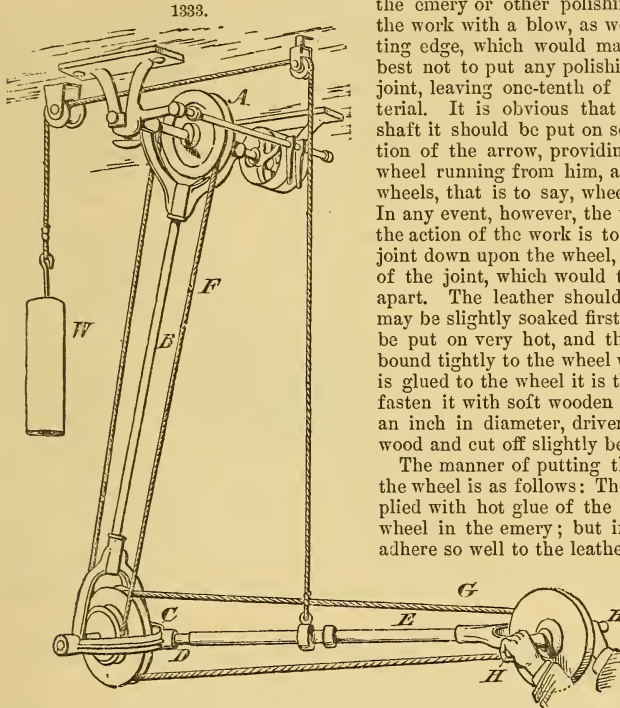 1333.
the emery or other polishi
the work with a blow, as w
ting edge, which would ma
best not to put any polishi
joint, leaving one-tenth of
terial. It is obvious that
shaft it should be put on s
tion of the arrow, providin
wheel running from him, a
wheels, that is to say, whee
In any event, however, the
the action of the work is to
joint down upon the wheel,
of the joint, which would t
apart. The leather should
may be slightly soaked first
be put on very hot, and th
bound tightly to the wheel
is glued to the wheel it is t
fasten it with soft wooden
an inch in diameter, driver
wood and cut off slightly be
The manner of putting th
the wheel is as follows: Th
plied with hot glue of the
wheel in the emery; but i
adhere so well to the leathe
A
F
W
B
G
C
E
D
H